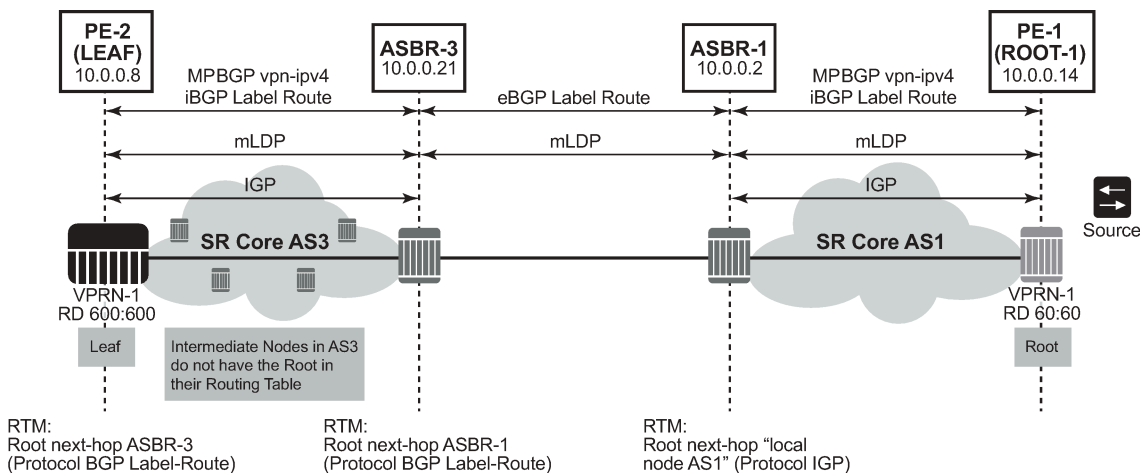 PE-2
(LEAF)
10.0.0.8
ASBR-3
10.0.0.21
ASBR-1
10.0.0.2
PE-1
(ROOT-1)
10.0.0.14
MPBGP vpn-ipv4
iBGP Label Route
eBGP Label Route
MPBGP vpn-ipv4
iBGP Label Route
mLDP
mLDP
mLDP
IGP
IGP
SR Core AS3
SR Core AS1
Source
VPRN-1
RD 600:600
VPRN-1
RD 60:60
Leaf
Intermediate Nodes in AS3
do not have the Root in
their Routing Table
Root
RTM:
Root next-hop ASBR-3
(Protocol BGP Label-Route)
RTM:
Root next-hop ASBR-1
(Protocol BGP Label-Route)
RTM:
Root next-hop “local
node AS1” (Protocol IGP)